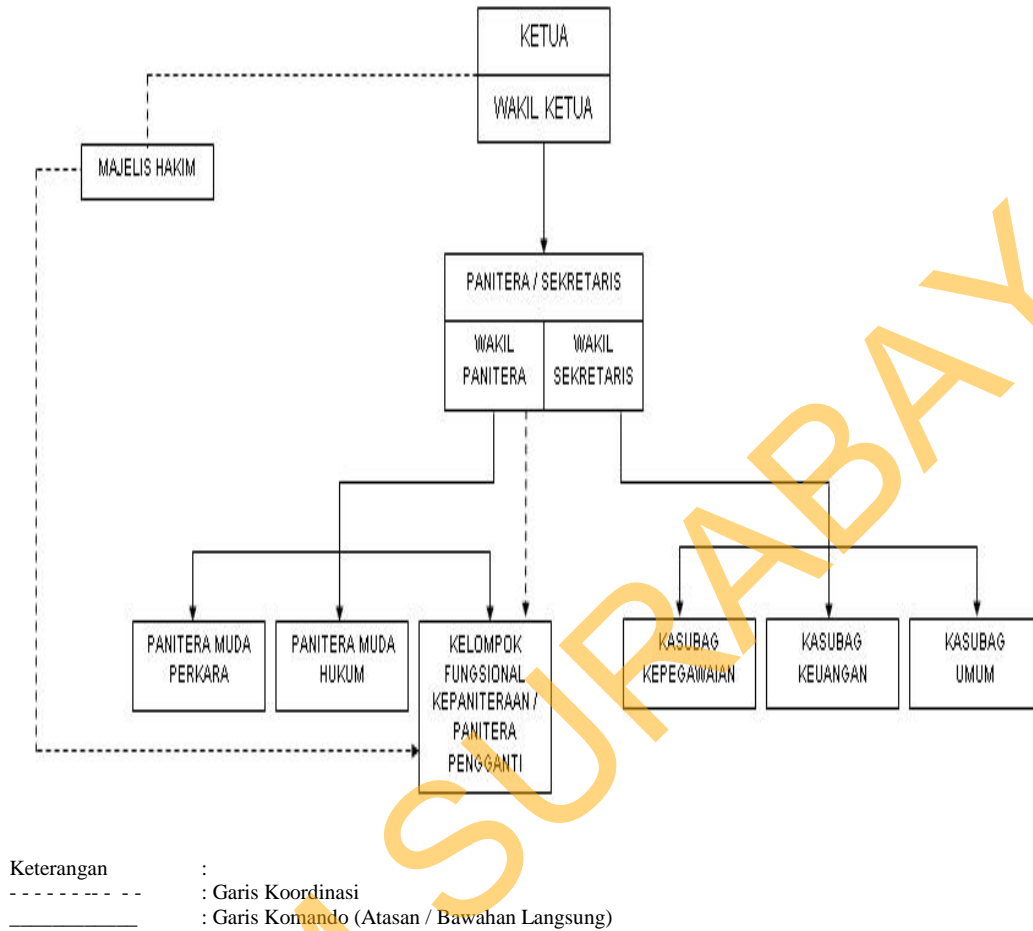 KETUA
WAKIL KETUA
MAJELIS HAKIM
PANITERA / SEKRETARIS
WAKIL
PANITERA
WAKIL
SEKRETARIS
PANITERA MUDA
PERKARA
PANITERA MUDA
HUKUM
KELOMPOK
FUNGSIONAL
KEPANITERAAN /
PANITERA
PENGGANTI
KASUBAG
KEPEGAWAIAN
KASUBAG
KEUANGAN
KASUBAG
UMUM
Keterangan :
- - - - - - -- - - - : Garis Koordinasi
____________ : Garis Komando (Atasan / Bawahan Langsung)
SURABAY